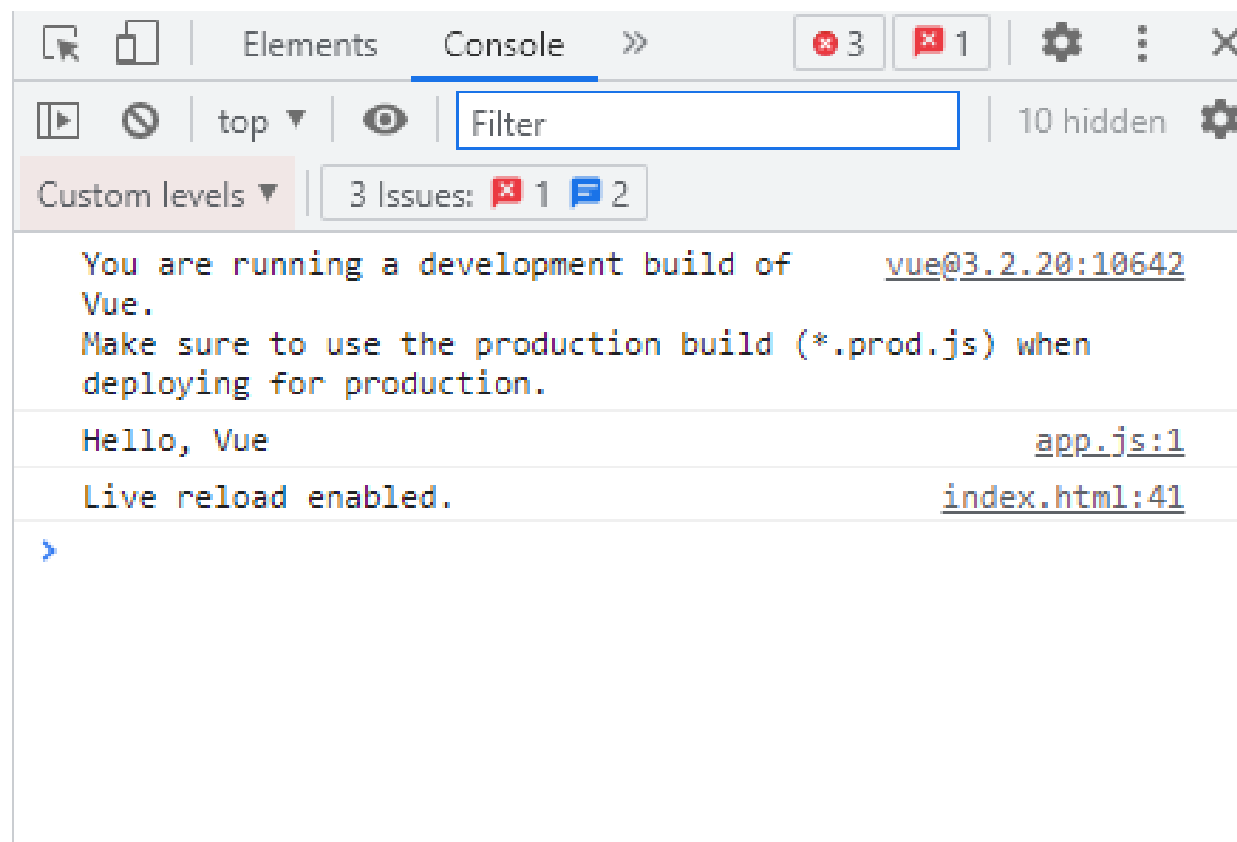 Elements Console 3 1
top Filter 10 hidden
Custom levels 3 Issues: 1 2
You are running a development build of vue@3.2.20:10642
Vue.
Make sure to use the production build (*.prod.js) when
deploying for production.
Hello, Vue app.js:1
Live reload enabled. index.html:41